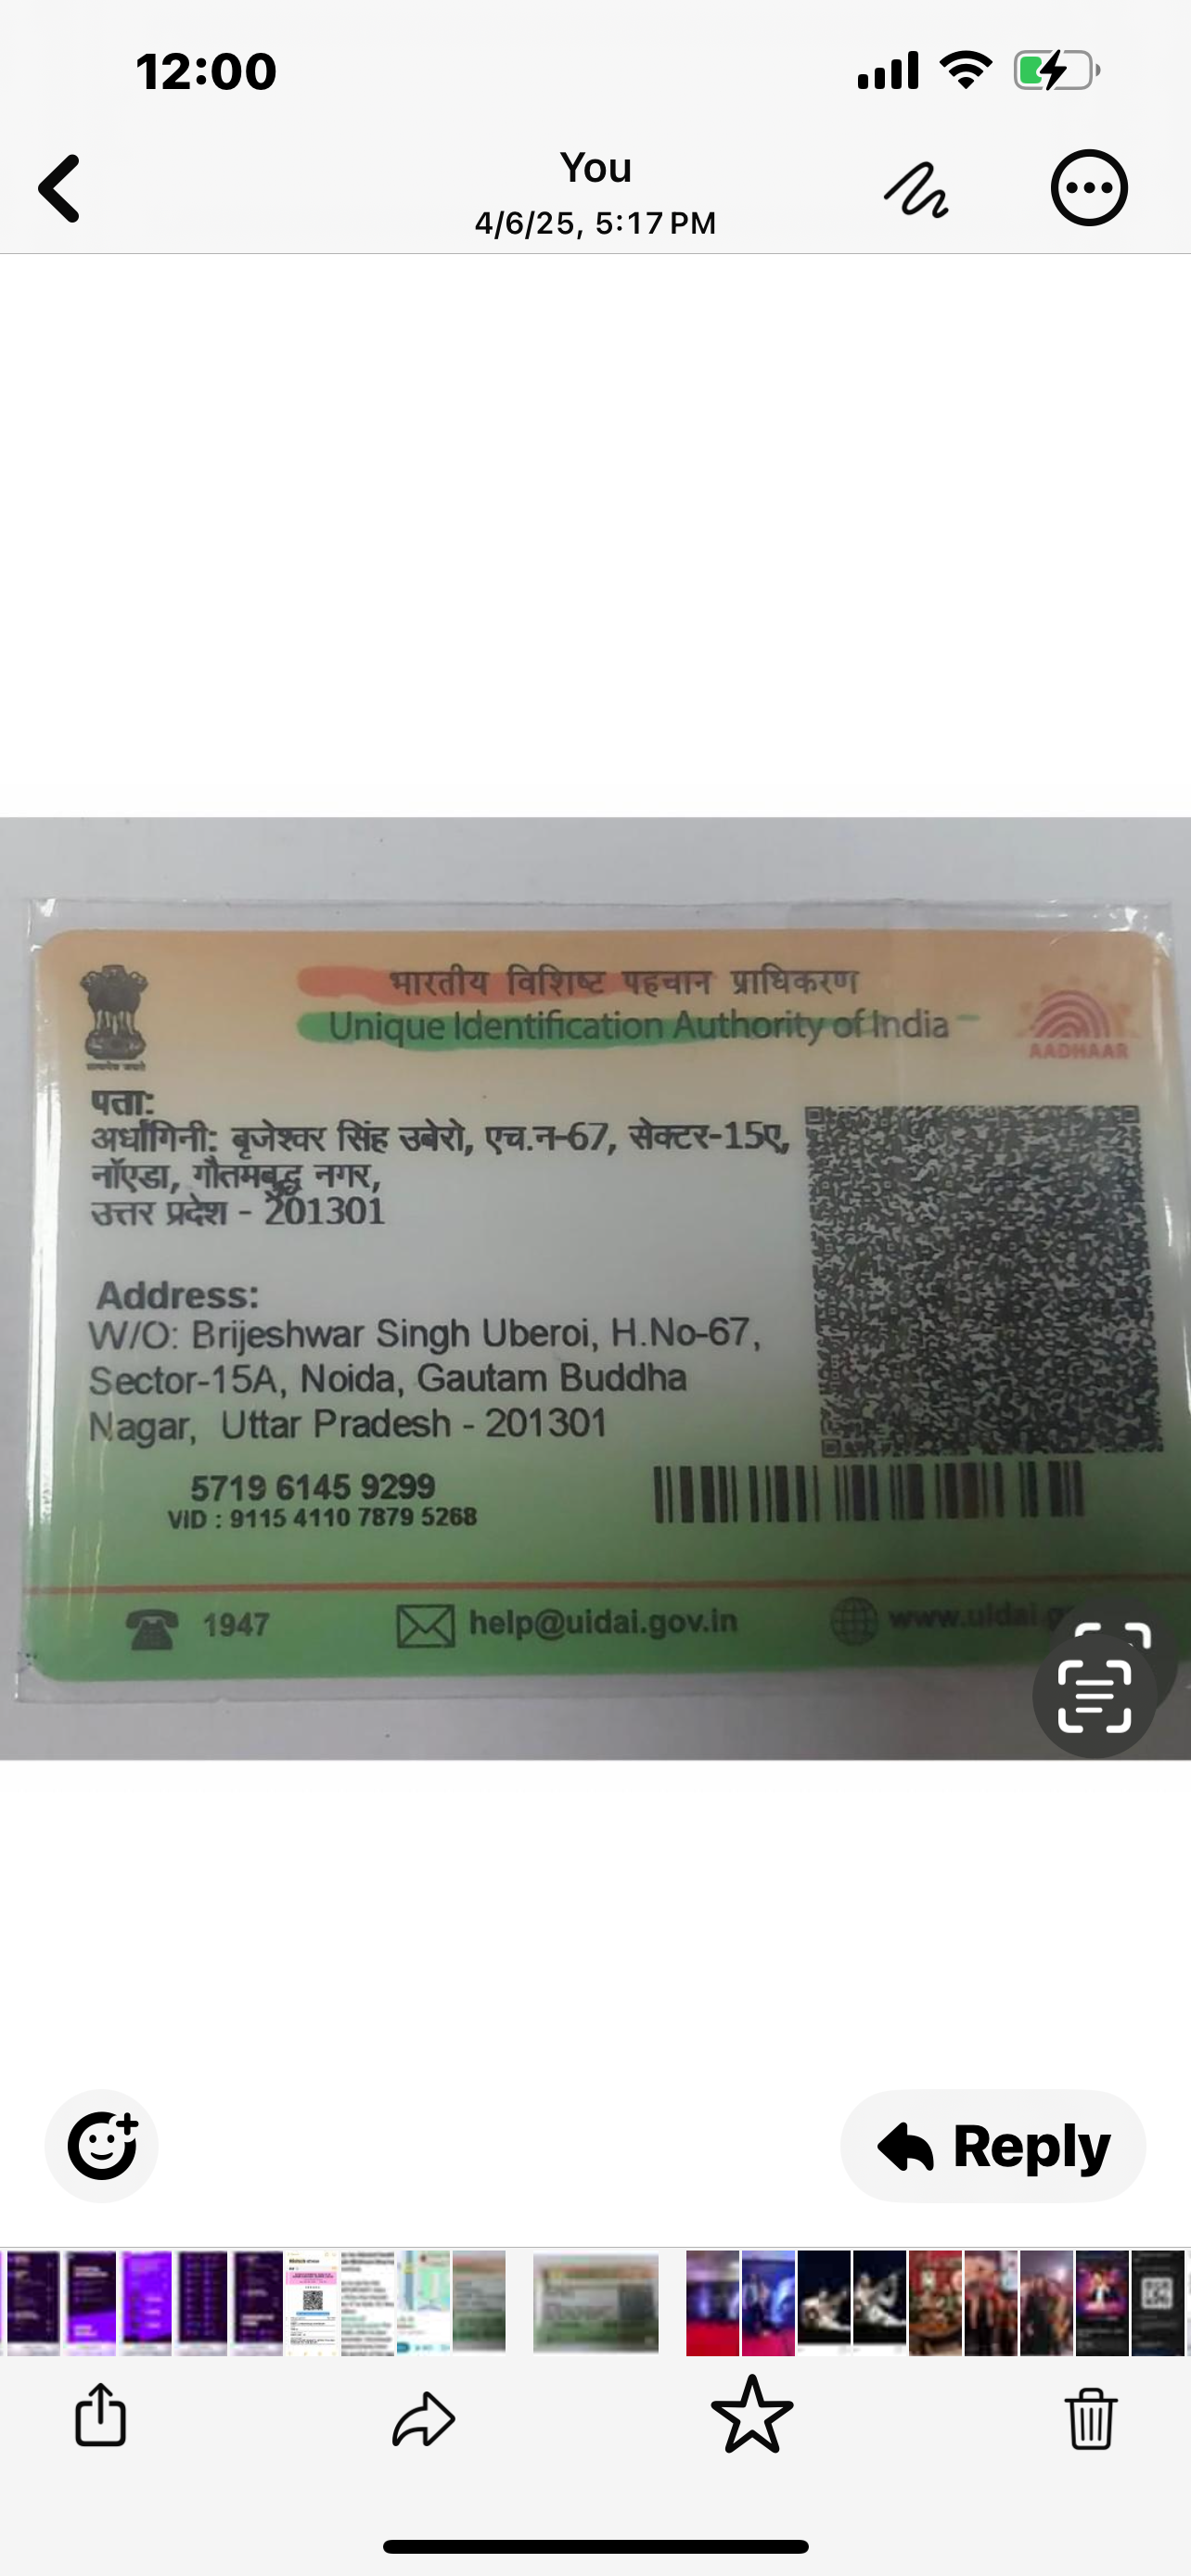 12:00
You
4/6/25, 5:17 PM
भारतीय विशिष्ट पहचान प्राधिकरण
Unique Identification Authority of India
सत्यमेव जयते
AADHAAR
पता:
अर्धांगिनी: बृजेश्वर सिंह उबेरो, एच.न-67, सेक्टर-15ए,
नॉएडा, गौतमबुद्ध नगर,
उत्तर प्रदेश - 201301
Address:
W/O: Brijeshwar Singh Uberoi, H.No-67,
Sector-15A, Noida, Gautam Buddha
Nagar, Uttar Pradesh - 201301
5719 6145 9299
VID : 9115 4110 7879 5268
1947
help@uidai.gov.in
Reply